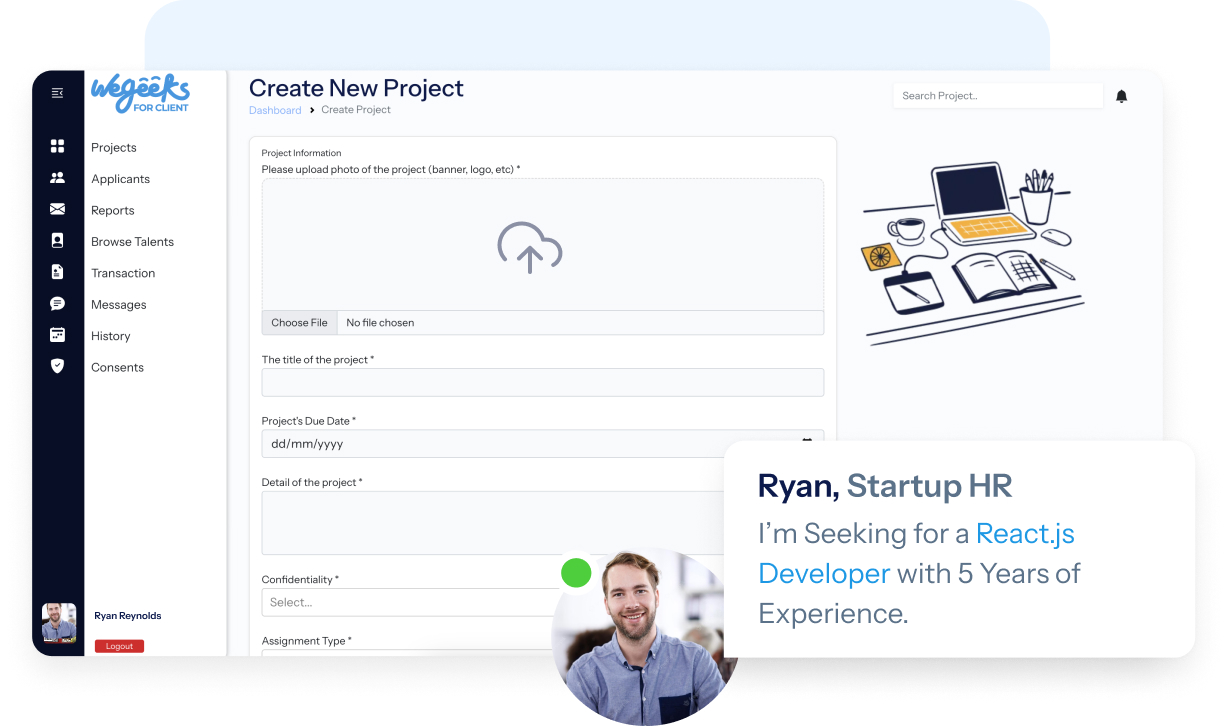 wegeeks
FOR CLIENT
Projects
Applicants
Reports
Browse Talents
Transaction
Messages
History
Consents
Ryan Reynolds
Logout
Create New Project
Dashboard > Create Project
Search Project..
Project Information
Please upload photo of the project (banner, logo, etc) *
Choose File No file chosen
The title of the project *
Project's Due Date *
dd/mm/yyyy
Detail of the project *
Confidentiality *
Select...
Assignment Type *
Ryan, Startup HR
I’m Seeking for a React.js
Developer with 5 Years of
Experience.